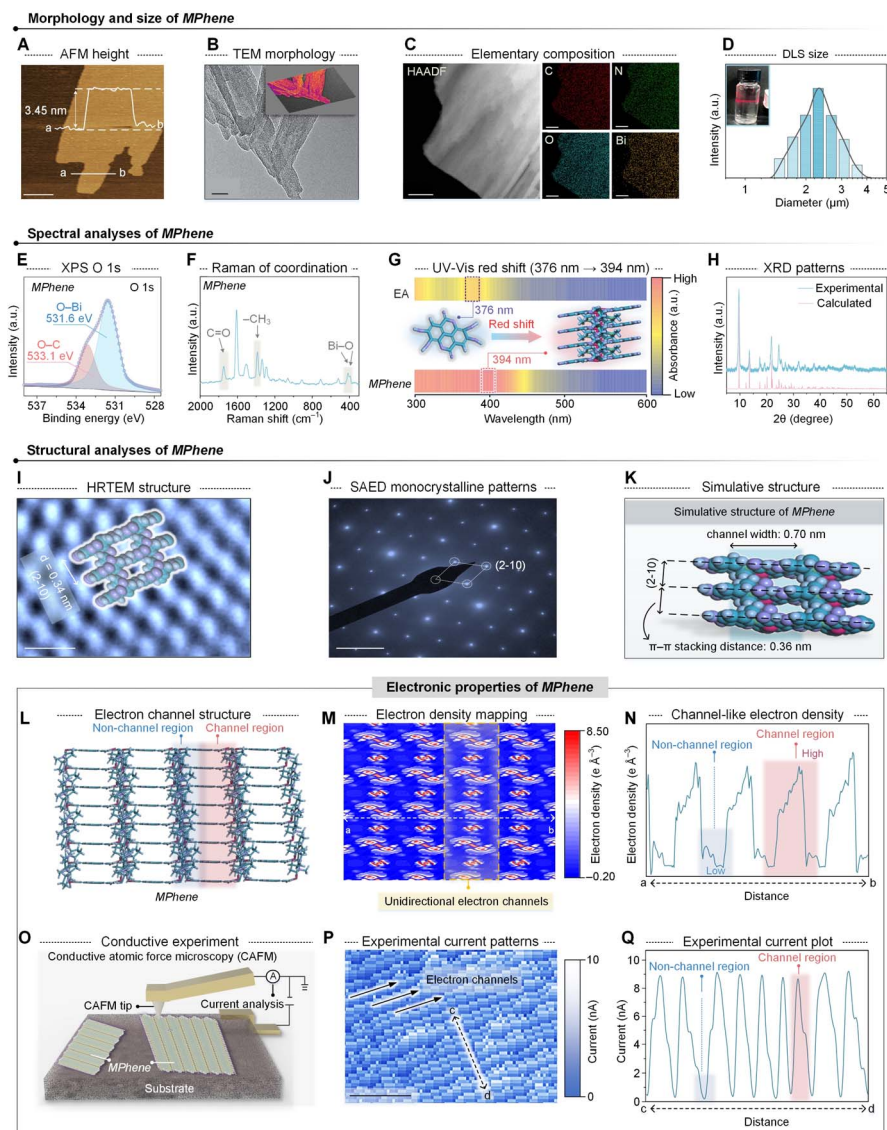 Morphology and size of MPhene
A
AFM height
3.45 nm
a
b
a
b
B
TEM morphology
C
Elementary composition
HAADF
C
N
O
Bi
D
DLS size
Intensity (a.u.)
1
2
3
4
5
Diameter (μm)
Spectral analyses of MPhene
E
XPS O 1s
MPhene
O 1s
O–Bi
531.6 eV
O–C
533.1 eV
Intensity (a.u.)
537
534
531
528
Binding energy (eV)
F
Raman of coordination
MPhene
–CH₃
C=O
Bi–O
Intensity (a.u.)
2000
1600
1200
800
400
Raman shift (cm⁻¹)
G
UV-Vis red shift (376 nm → 394 nm)
EA
376 nm
Red shift
394 nm
MPhene
300
400
500
600
Wavelength (nm)
High
Absorbance (a.u.)
Low
H
XRD patterns
Experimental
Calculated
Intensity (a.u.)
10
20
30
40
50
60
2θ (degree)
Structural analyses of MPhene
I
HRTEM structure
d = 0.34 nm
(2-10)
J
SAED monocrystalline patterns
(2-10)
K
Simulative structure
Simulative structure of MPhene
channel width: 0.70 nm
(2-10)
π–π stacking distance: 0.36 nm
Electronic properties of MPhene
L
Electron channel structure
Non-channel region
Channel region
MPhene
M
Electron density mapping
a
b
8.50
Electron density (e Å⁻³)
−0.20
Unidirectional electron channels
N
Channel-like electron density
Channel region
Non-channel region
High
Low
Electron density (e Å⁻³)
a
b
Distance
O
Conductive experiment
Conductive atomic force microscopy (CAFM)
A
CAFM tip
Current analysis
MPhene
Substrate
P
Experimental current patterns
Electron channels
c
d
10
Current (nA)
0
Q
Experimental current plot
Channel region
Non-channel region
Current (nA)
10
8
6
4
2
0
c
d
Distance